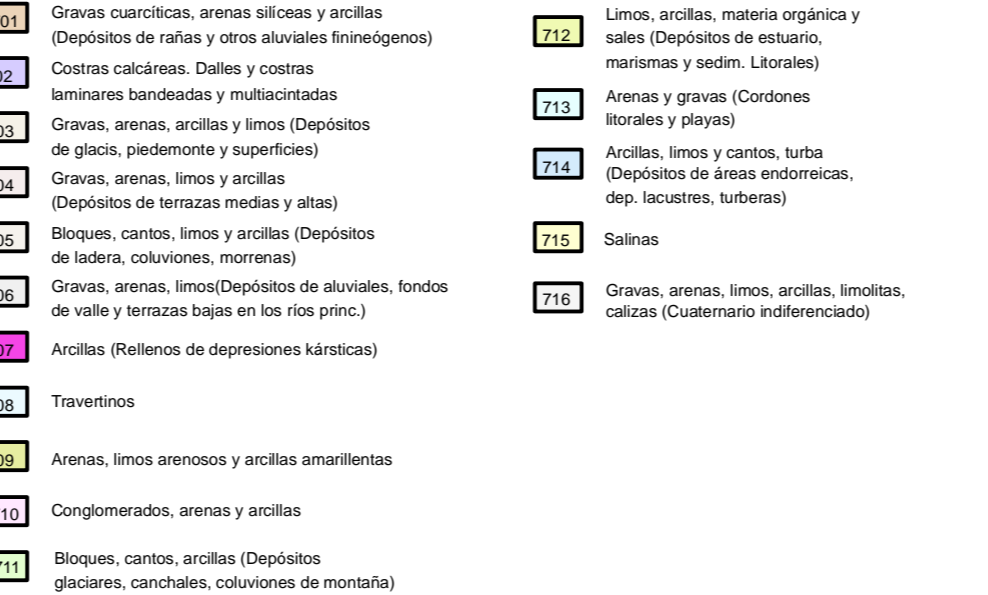 01
Gravas cuarcíticas, arenas silíceas y arcillas
(Depósitos de rañas y otros aluviales finineógenos)
02
Costras calcáreas. Dalles y costras
laminares bandeadas y multiacintadas
03
Gravas, arenas, arcillas y limos (Depósitos
de glacis, piedemonte y superficies)
04
Gravas, arenas, limos y arcillas
(Depósitos de terrazas medias y altas)
05
Bloques, cantos, limos y arcillas (Depósitos
de ladera, coluviones, morrenas)
06
Gravas, arenas, limos(Depósitos de aluviales, fondos
de valle y terrazas bajas en los ríos princ.)
07
Arcillas (Rellenos de depresiones kársticas)
08
Travertinos
09
Arenas, limos arenosos y arcillas amarillentas
710
Conglomerados, arenas y arcillas
711
Bloques, cantos, arcillas (Depósitos
glaciares, canchales, coluviones de montaña)
712
Limos, arcillas, materia orgánica y
sales (Depósitos de estuario,
marismas y sedim. Litorales)
713
Arenas y gravas (Cordones
litorales y playas)
714
Arcillas, limos y cantos, turba
(Depósitos de áreas endorreicas,
dep. lacustres, turberas)
715
Salinas
716
Gravas, arenas, limos, arcillas, limolitas,
calizas (Cuaternario indiferenciado)